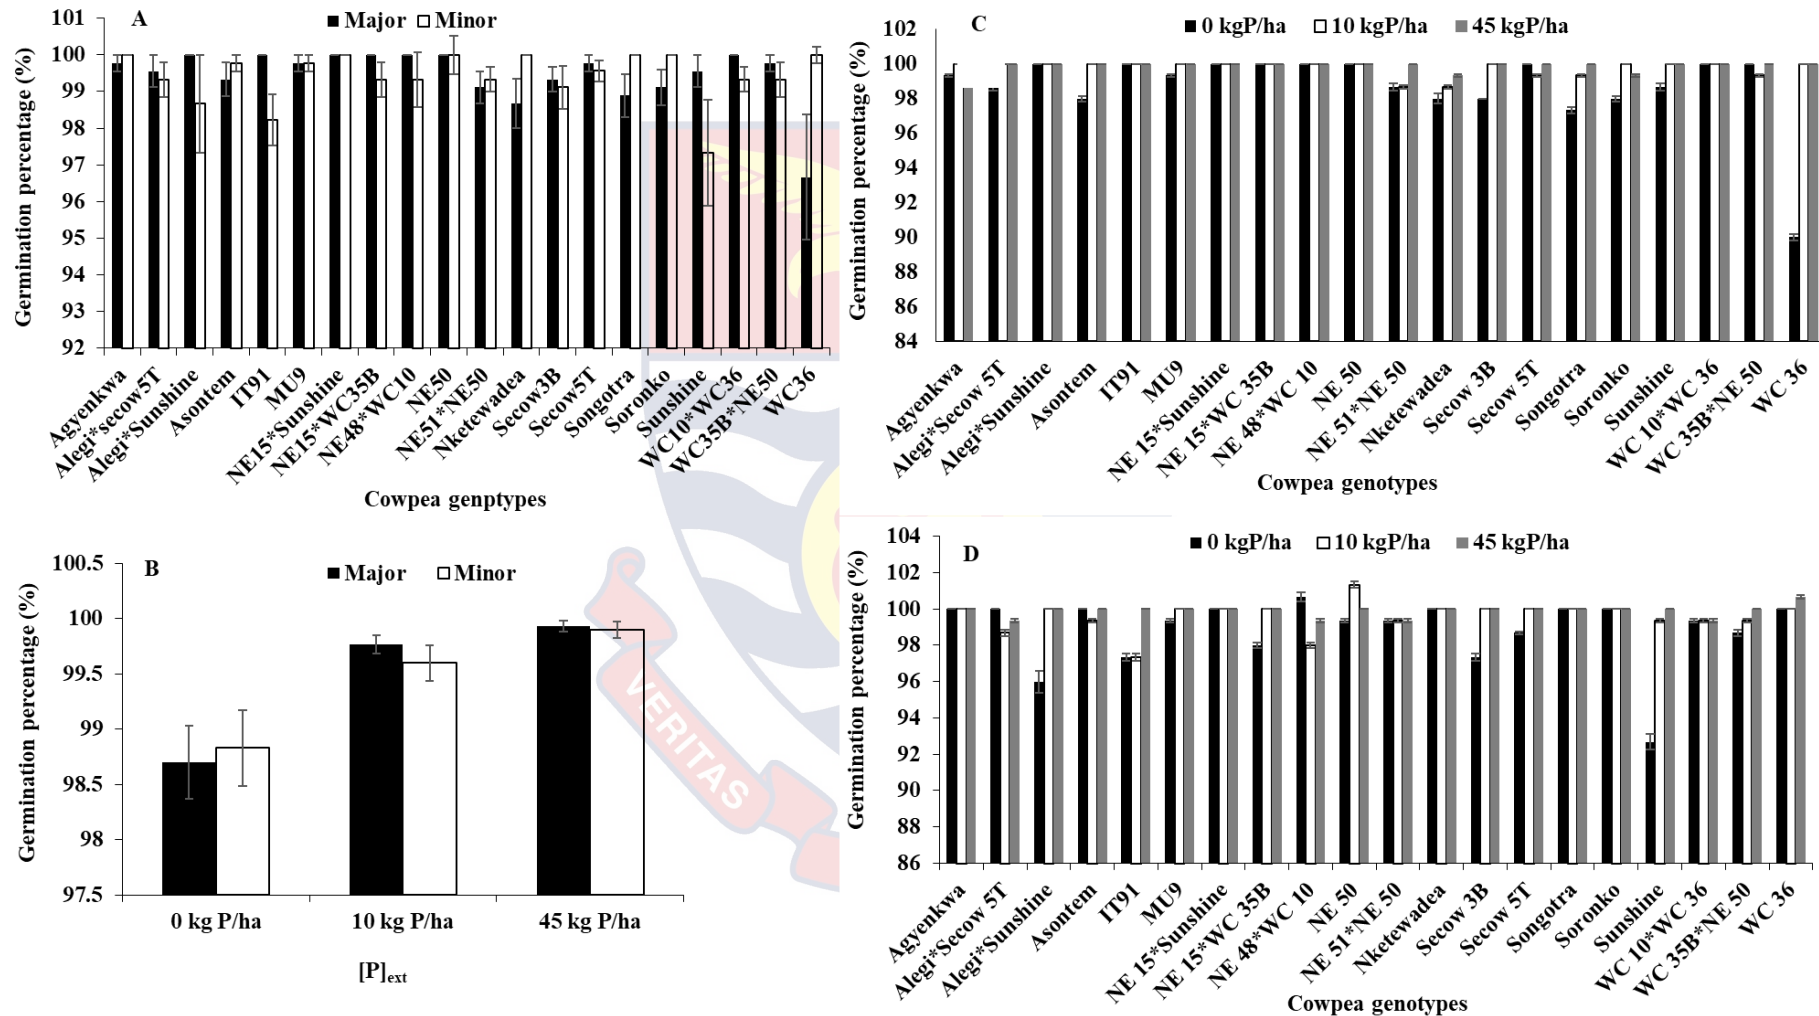 A
Major Minor
Germination percentage (%)
101
100
99
98
97
96
95
94
93
92
Agyenkwa
Alegi*secow5T
Alegi*Sunshine
Asontem
IT91
MU9
NE15*Sunshine
NE15*WC35B
NE48*WC10
NE50
NE51*NE50
Nketewadea
Secow3B
Secow5T
Songotra
Soronko
Sunshine
WC10*WC36
WC35B*NE50
WC36
Cowpea genptypes
B
Major Minor
Germination percentage (%)
100.5
100
99.5
99
98.5
98
97.5
0 kg P/ha 10 kg P/ha 45 kg P/ha
[P]ext
VERITAS
C
0 kgP/ha 10 kgP/ha 45 kgP/ha
Germination percentage (%)
102
100
98
96
94
92
90
88
86
84
Agyenkwa
Alegi*Secow 5T
Alegi*Sunshine
Asontem
IT91
MU9
NE 15*Sunshine
NE 15*WC 35B
NE 48*WC 10
NE 50
NE 51*NE 50
Nketewadea
Secow 3B
Secow 5T
Songotra
Soronko
Sunshine
WC 10*WC 36
WC 35B*NE 50
WC 36
Cowpea genotypes
D
0 kgP/ha 10 kgP/ha 45 kgP/ha
Germination percentage (%)
104
102
100
98
96
94
92
90
88
86
Agyenkwa
Alegi*Secow 5T
Alegi*Sunshine
Asontem
IT91
MU9
NE 15*Sunshine
NE 15*WC 35B
NE 48*WC 10
NE 50
NE 51*NE 50
Nketewadea
Secow 3B
Secow 5T
Songotra
Soronko
Sunshine
WC 10*WC 36
WC 35B*NE 50
WC 36
Cowpea genotypes